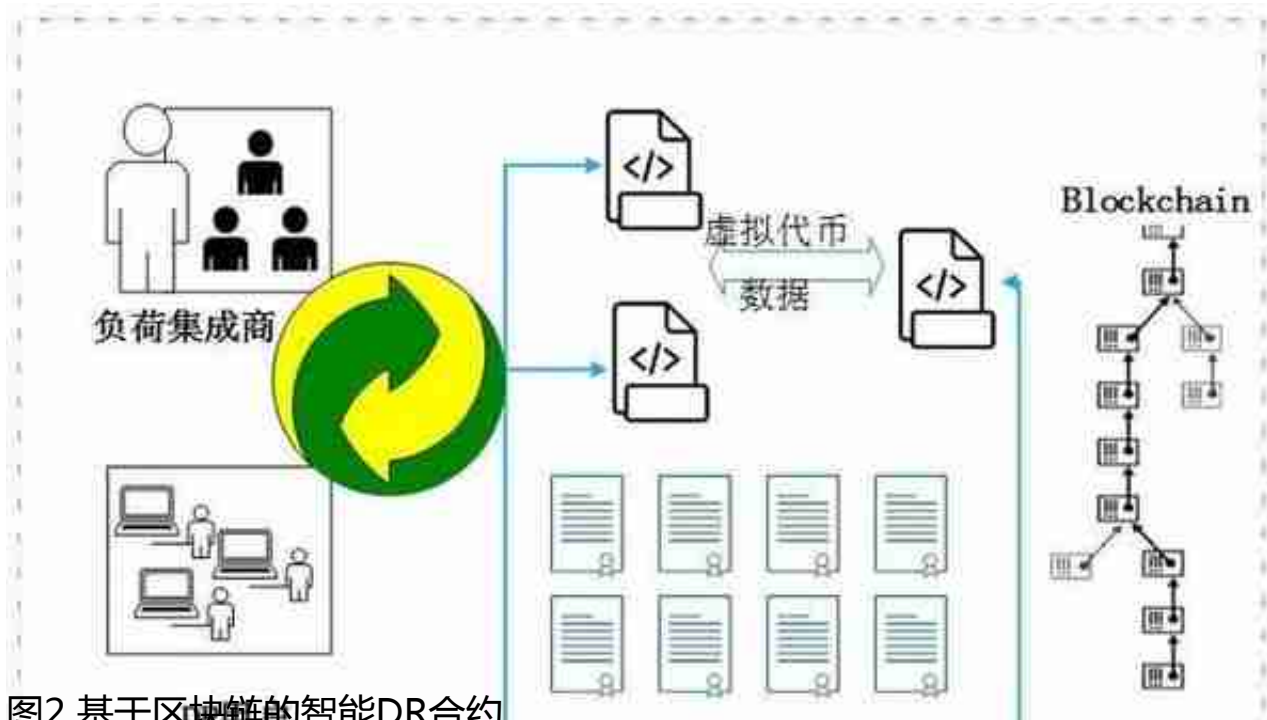 Blockchain
虚拟代币
</>
</>
数据
负荷集成商
</>
图2 基于区块链的智能DR合约